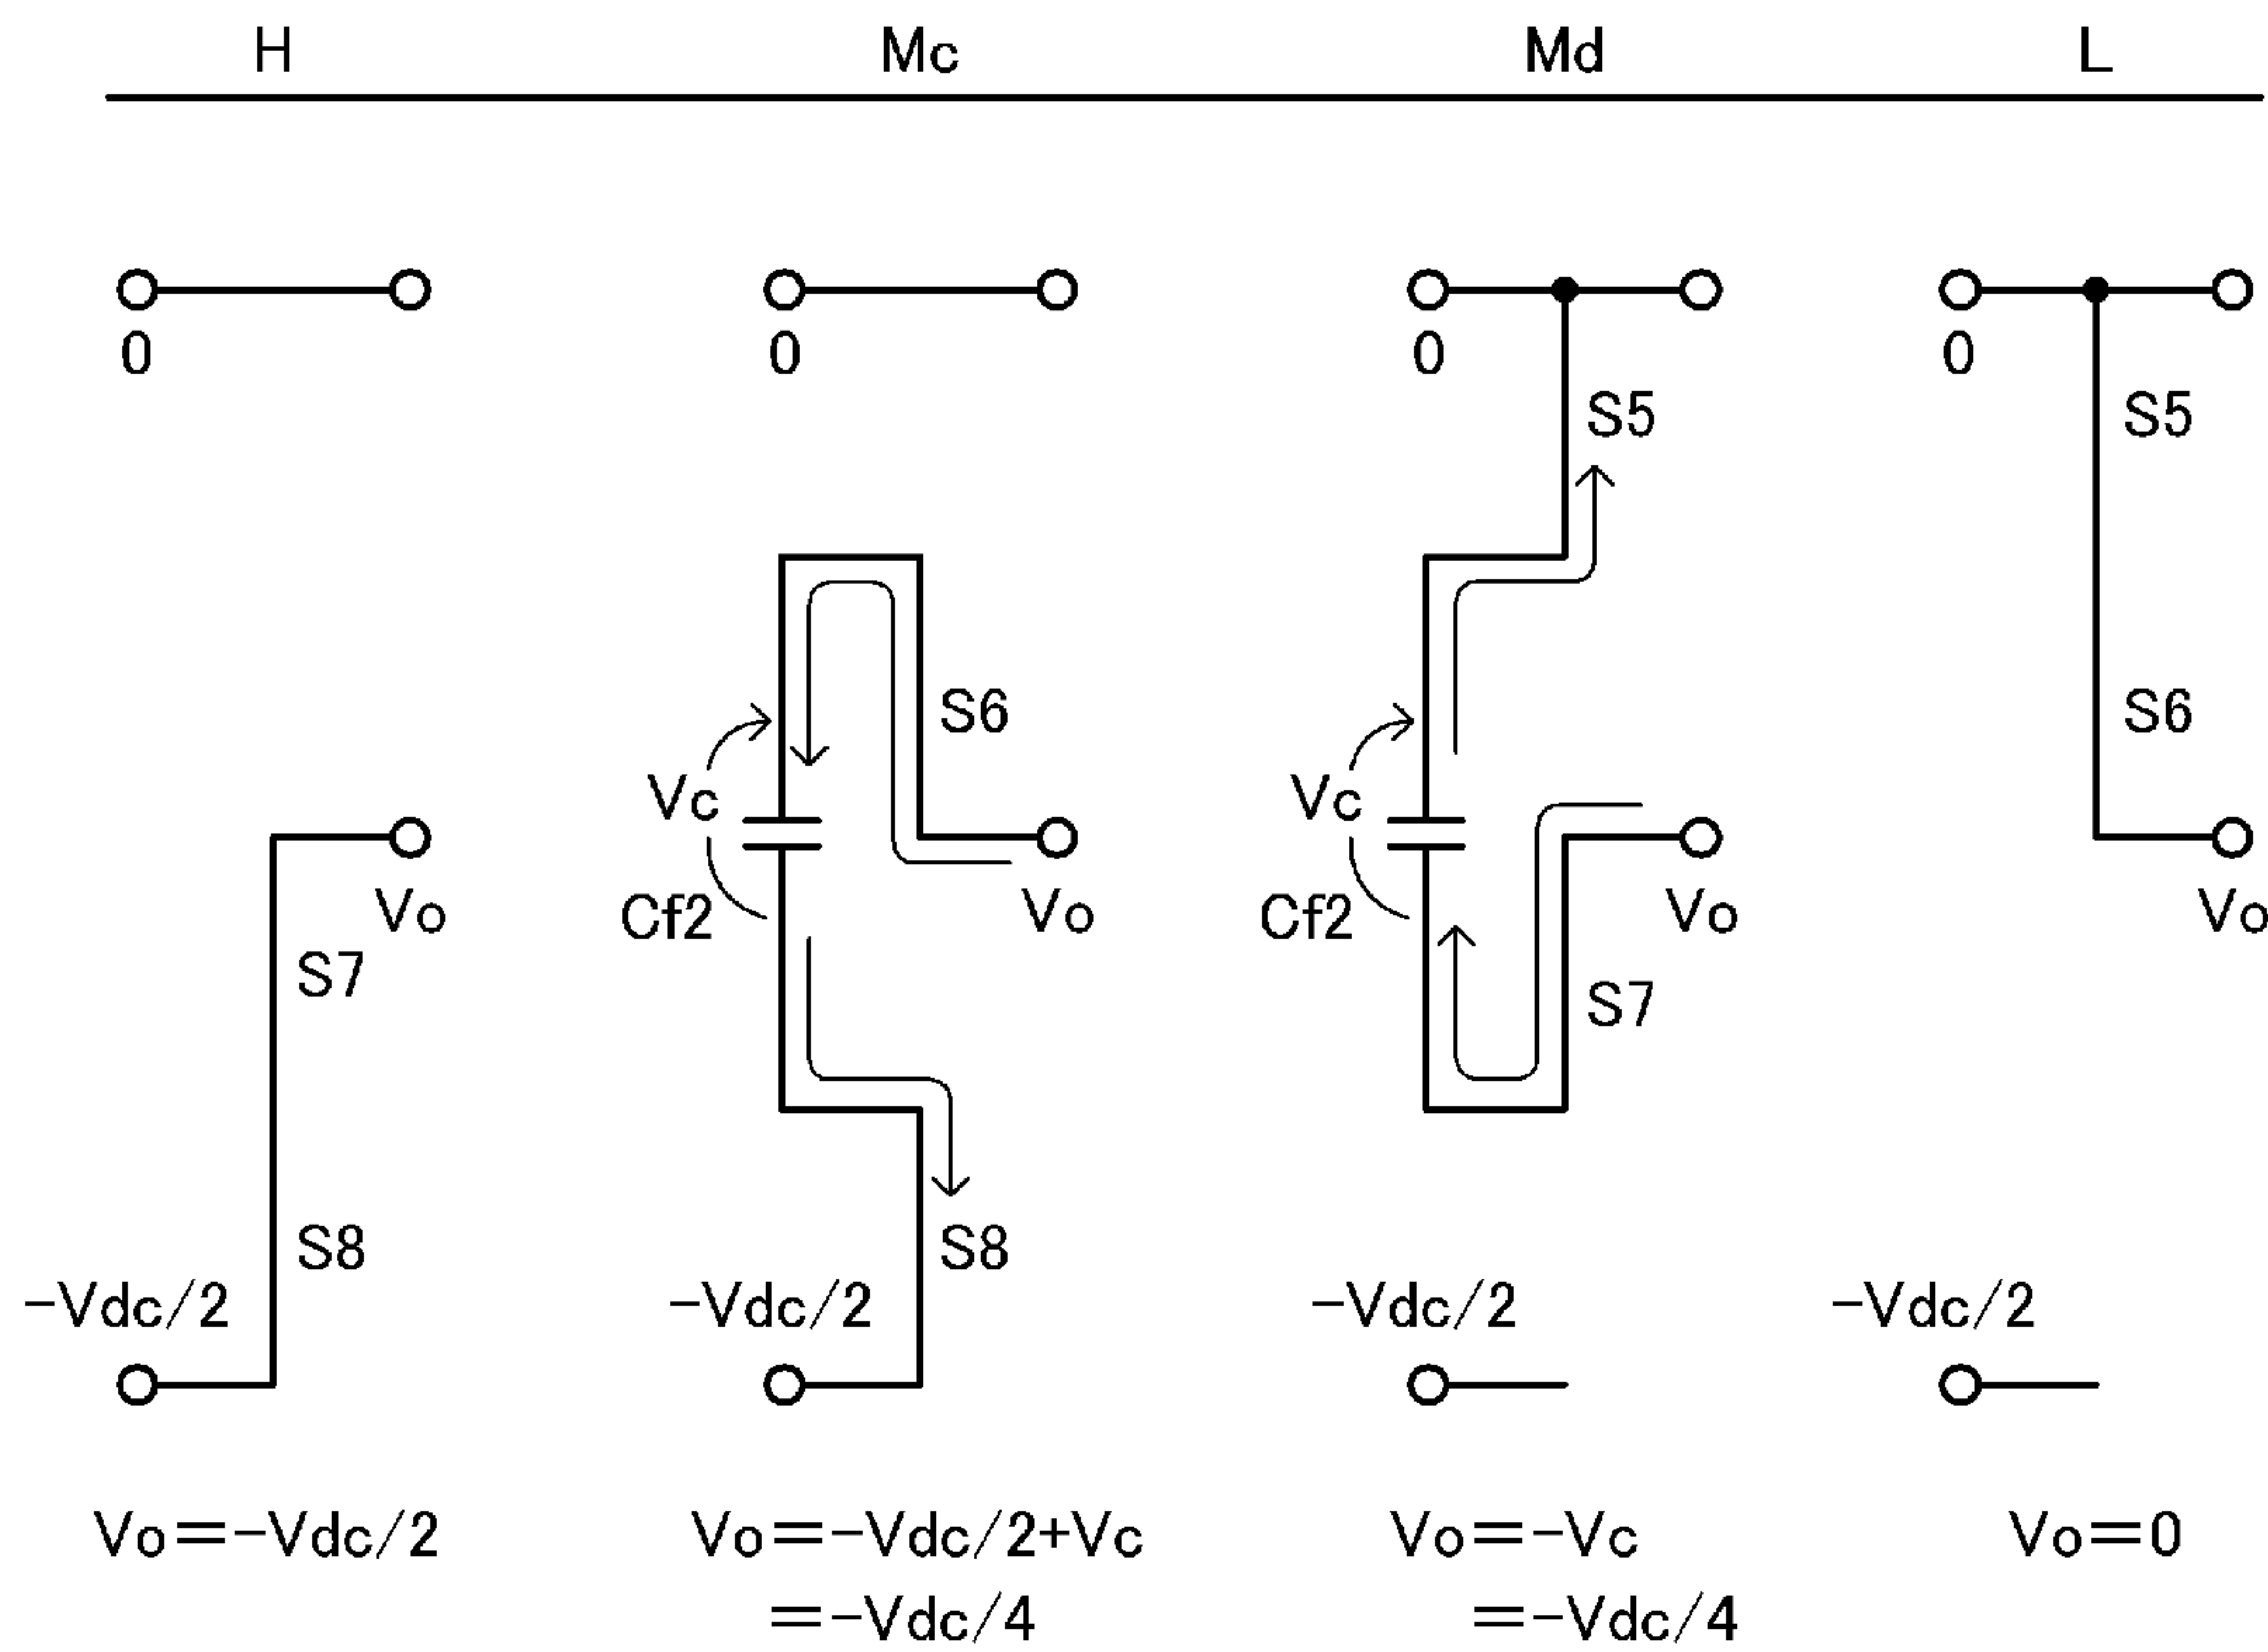 H Mc Md L
0 0 0 0
S5 S5
S6 S6
Vc Vc
Vo Cf2 Vo Cf2 Vo Vo
S7 S7
S8 S8
-Vdc/2 -Vdc/2 -Vdc/2 -Vdc/2
Vo=-Vdc/2 Vo=-Vdc/2+Vc Vo=-Vc Vo=0
=-Vdc/4 =-Vdc/4